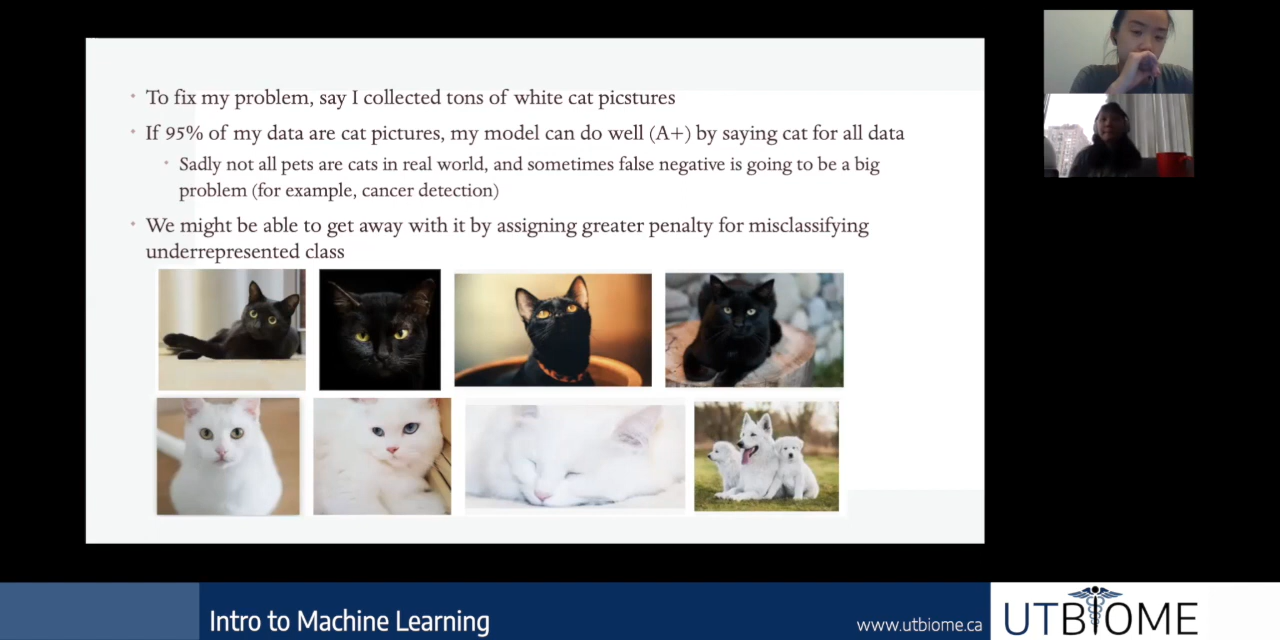 To fix my problem, say I collected tons of white cat picstures
If 95% of my data are cat pictures, my model can do well (A+) by saying cat for all data
Sadly not all pets are cats in real world, and sometimes false negative is going to be a big
problem (for example, cancer detection)
We might be able to get away with it by assigning greater penalty for misclassifying
underrepresented class
Intro to Machine Learning
www.utbiome.ca
UTBIOME